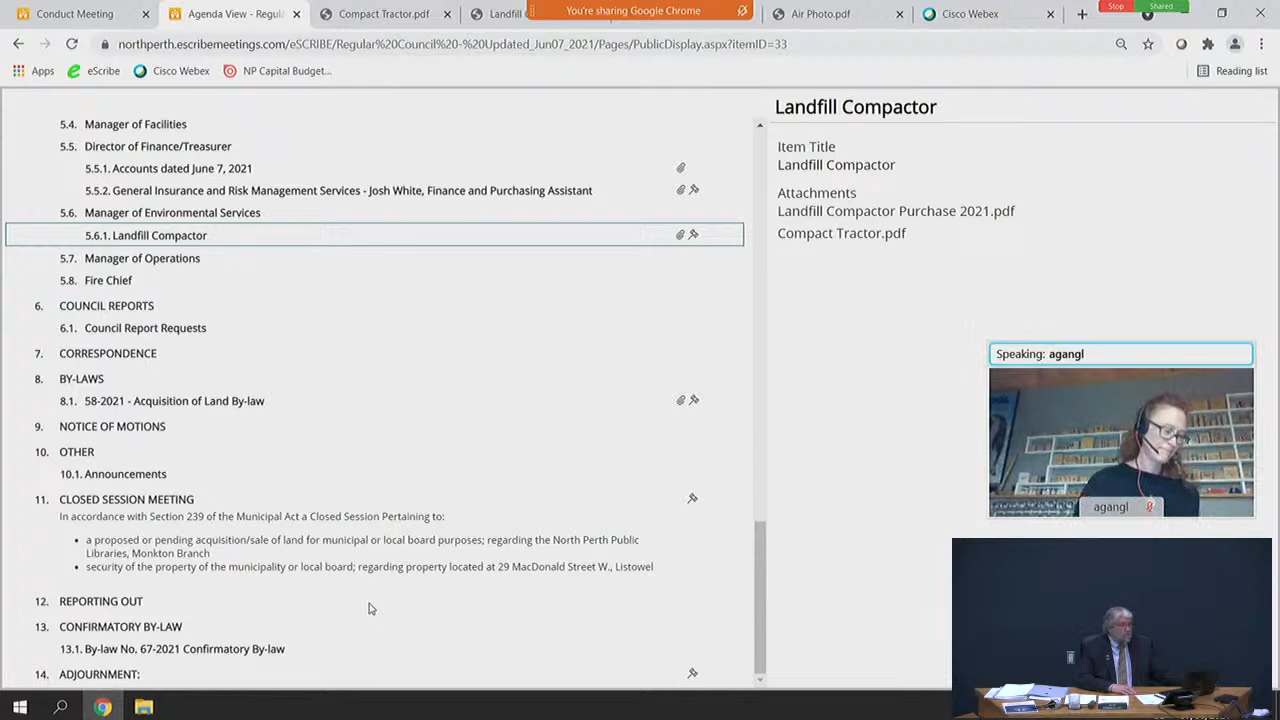 Conduct Meeting
Agenda View - Regula
Compact Tractor.pdf
Landfill
You're sharing Google Chrome
Air Photo.pdf
Cisco Webex
Stop
Shared
northperth.escribemeetings.com/eSCRIBE/Regular%20Council%20-%20Updated_Jun07_2021/Pages/PublicDisplay.aspx?itemID=33
Apps
eScribe
Cisco Webex
NP Capital Budget...
Reading list
5.4. Manager of Facilities
5.5. Director of Finance/Treasurer
5.5.1. Accounts dated June 7, 2021
5.5.2. General Insurance and Risk Management Services - Josh White, Finance and Purchasing Assistant
5.6. Manager of Environmental Services
5.6.1. Landfill Compactor
5.7. Manager of Operations
5.8. Fire Chief
6. COUNCIL REPORTS
6.1. Council Report Requests
7. CORRESPONDENCE
8. BY-LAWS
8.1. 58-2021 - Acquisition of Land By-law
9. NOTICE OF MOTIONS
10. OTHER
10.1. Announcements
11. CLOSED SESSION MEETING
In accordance with Section 239 of the Municipal Act a Closed Session Pertaining to:
• a proposed or pending acquisition/sale of land for municipal or local board purposes; regarding the North Perth Public
Libraries, Monkton Branch
• security of the property of the municipality or local board; regarding property located at 29 MacDonald Street W., Listowel
12. REPORTING OUT
13. CONFIRMATORY BY-LAW
13.1. By-law No. 67-2021 Confirmatory By-law
14. ADJOURNMENT:
Landfill Compactor
Item Title
Landfill Compactor
Attachments
Landfill Compactor Purchase 2021.pdf
Compact Tractor.pdf
Speaking: agangl
agangl